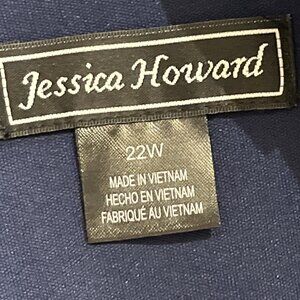 Jessica Howard
22W
MADE IN VIETNAM
HECHO EN VIETNAM
FABRIQUÉ AU VIETNAM